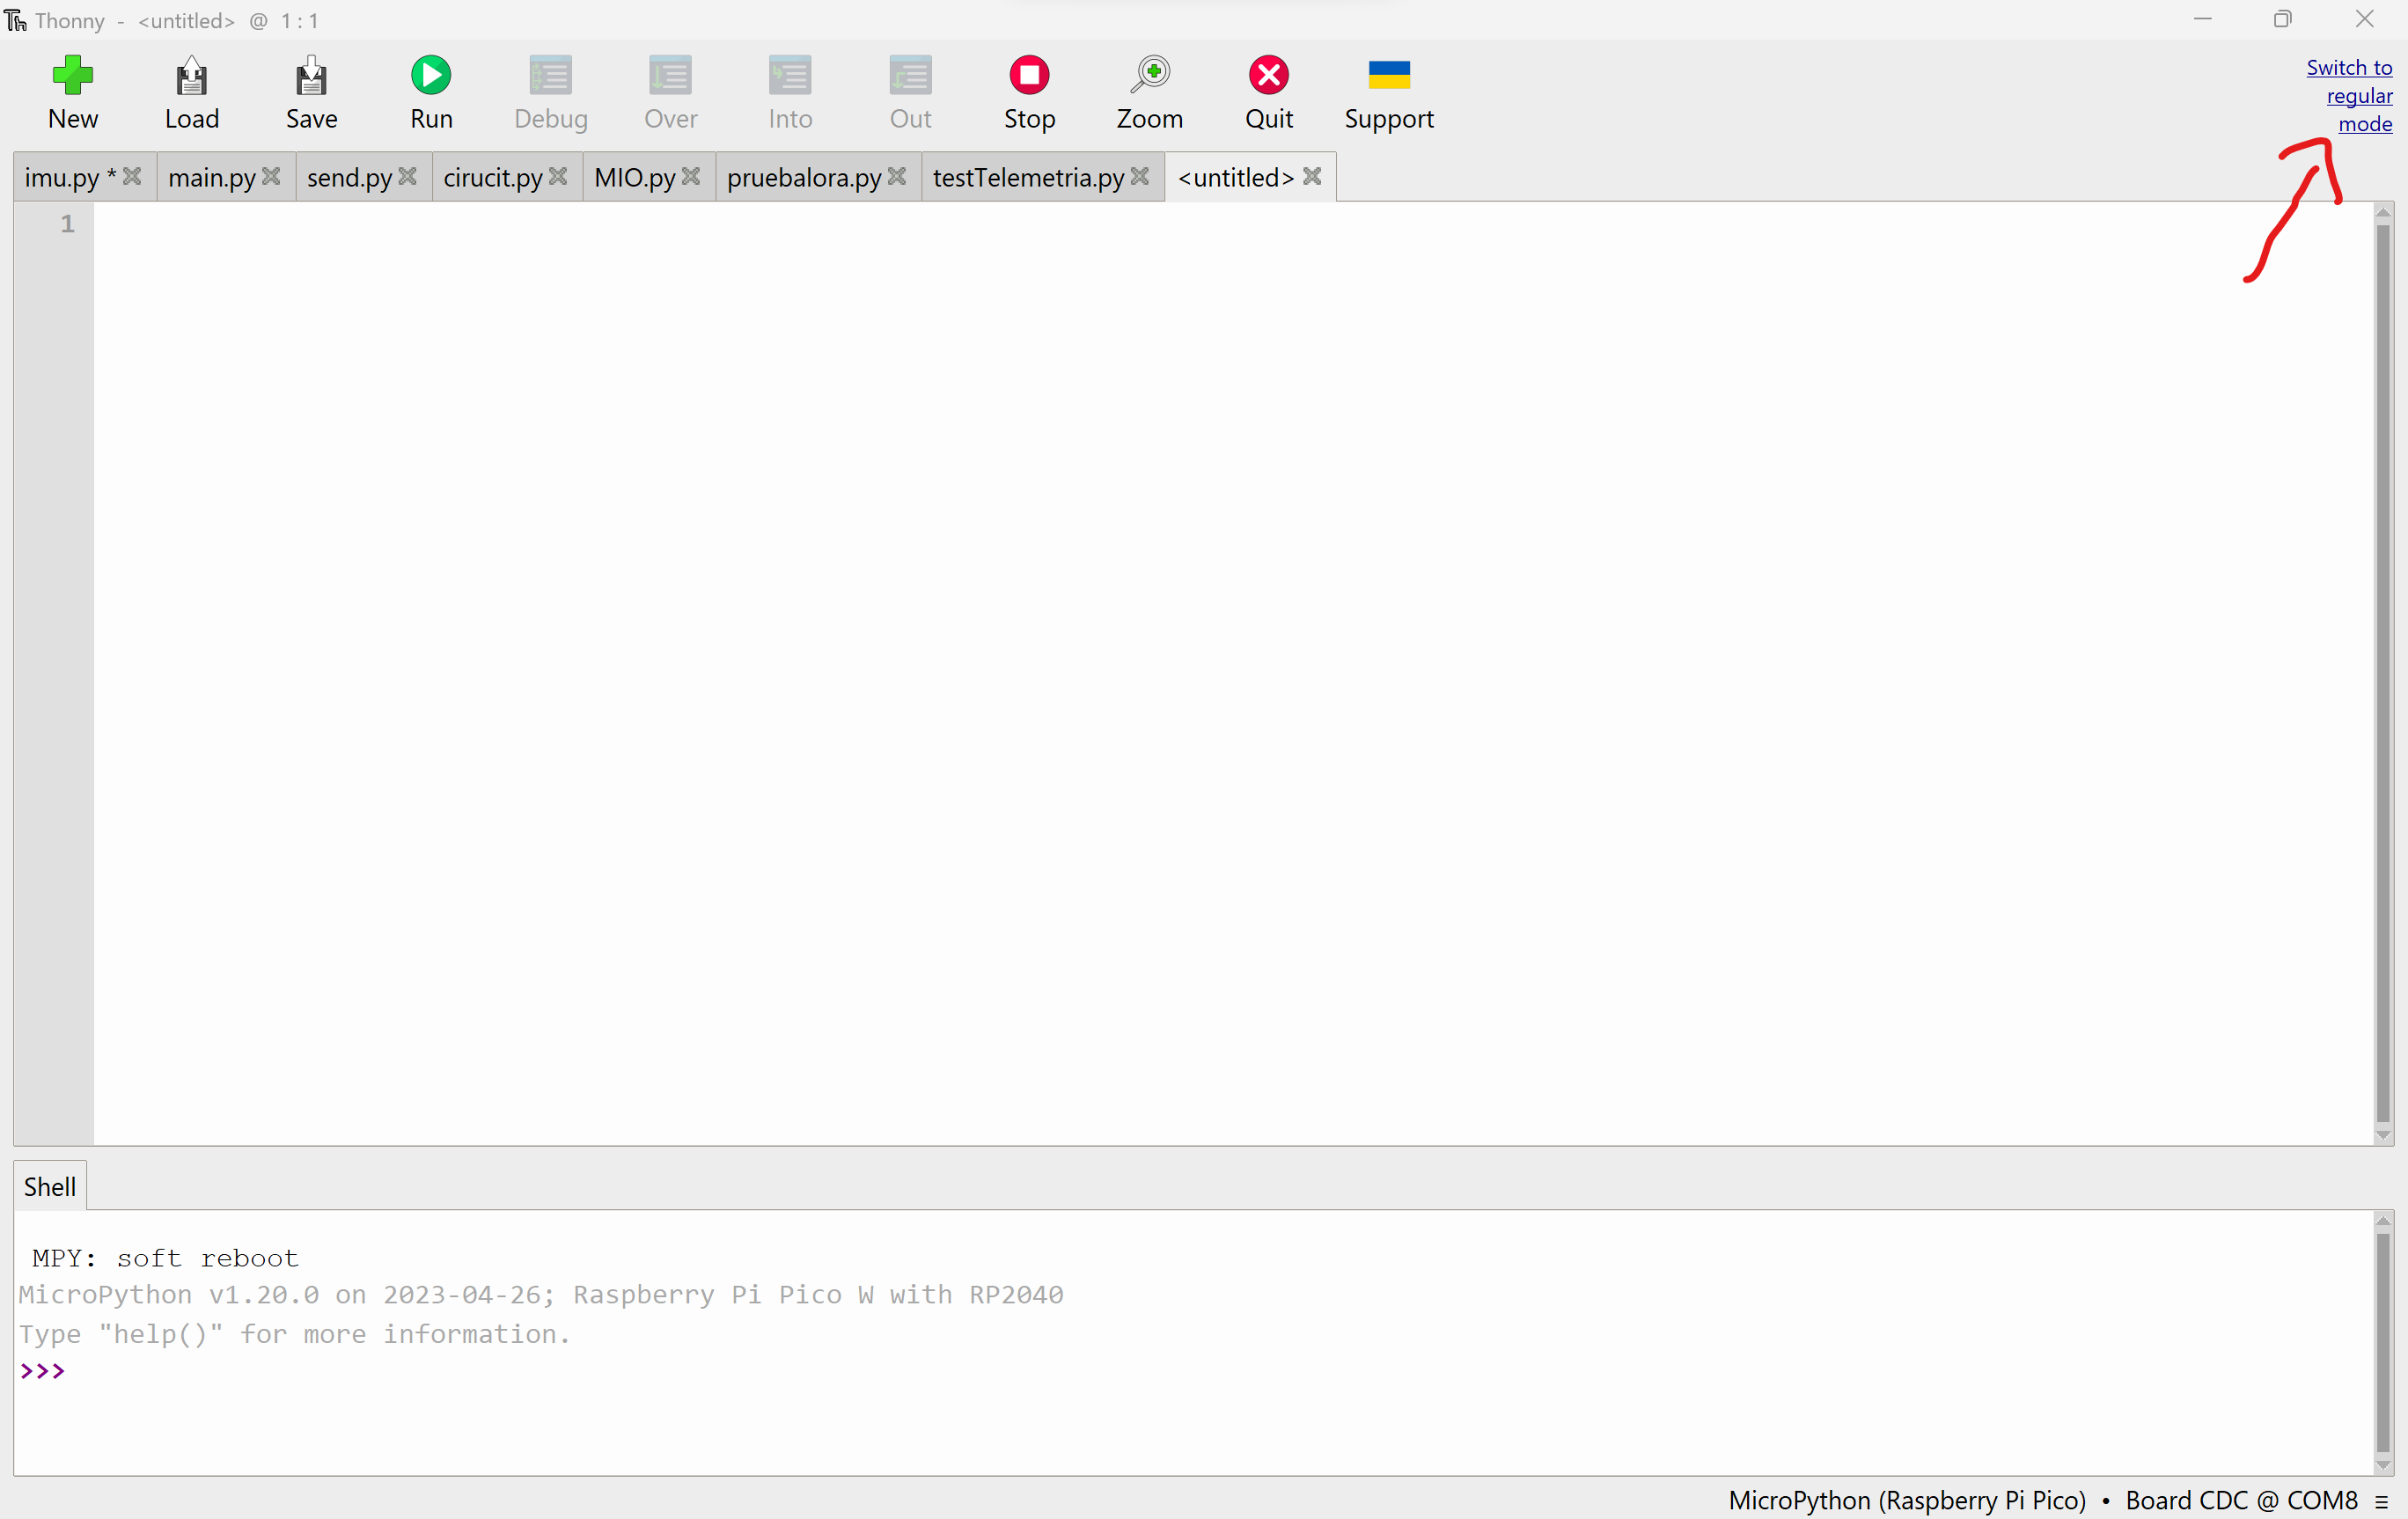 Thonny - <untitled> @ 1 : 1
New Load Save Run Debug Over Into Out Stop Zoom Quit Support
Switch to
regular
mode
imu.py * main.py send.py cirucit.py MIO.py pruebalora.py testTelemetria.py <untitled>
1
Shell
MPY: soft reboot
MicroPython v1.20.0 on 2023-04-26; Raspberry Pi Pico W with RP2040
Type "help()" for more information.
>>>
MicroPython (Raspberry Pi Pico) • Board CDC @ COM8 ≡